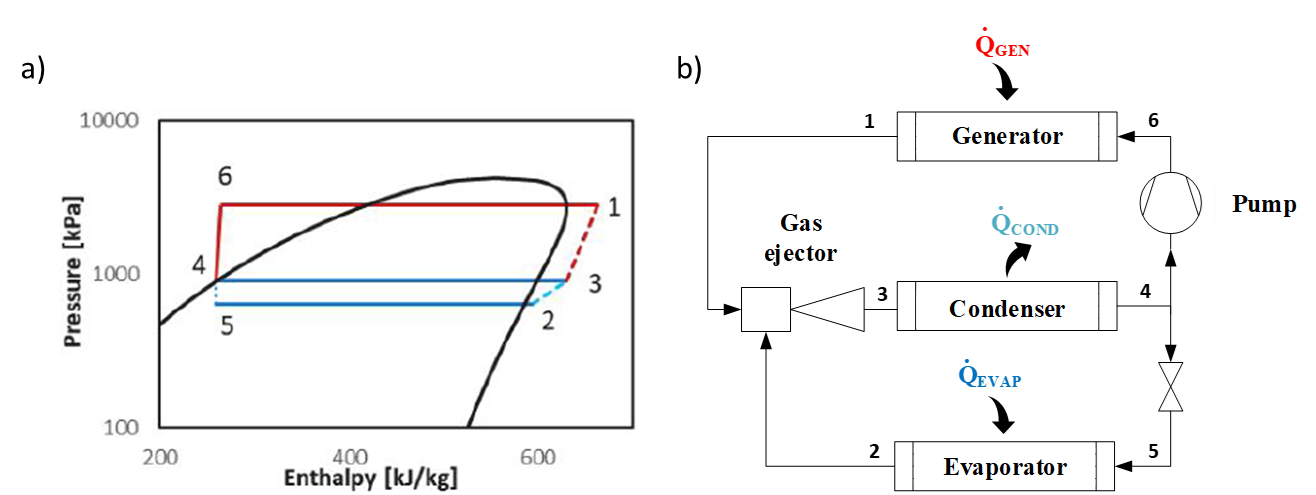 a)
10000
1000
100
Pressure [kPa]
200
400
600
Enthalpy [kJ/kg]
6
1
4
3
5
2
b)
Q̇GEN
1
Generator
6
Pump
Gas
ejector
Q̇COND
3
Condenser
4
Q̇EVAP
2
Evaporator
5